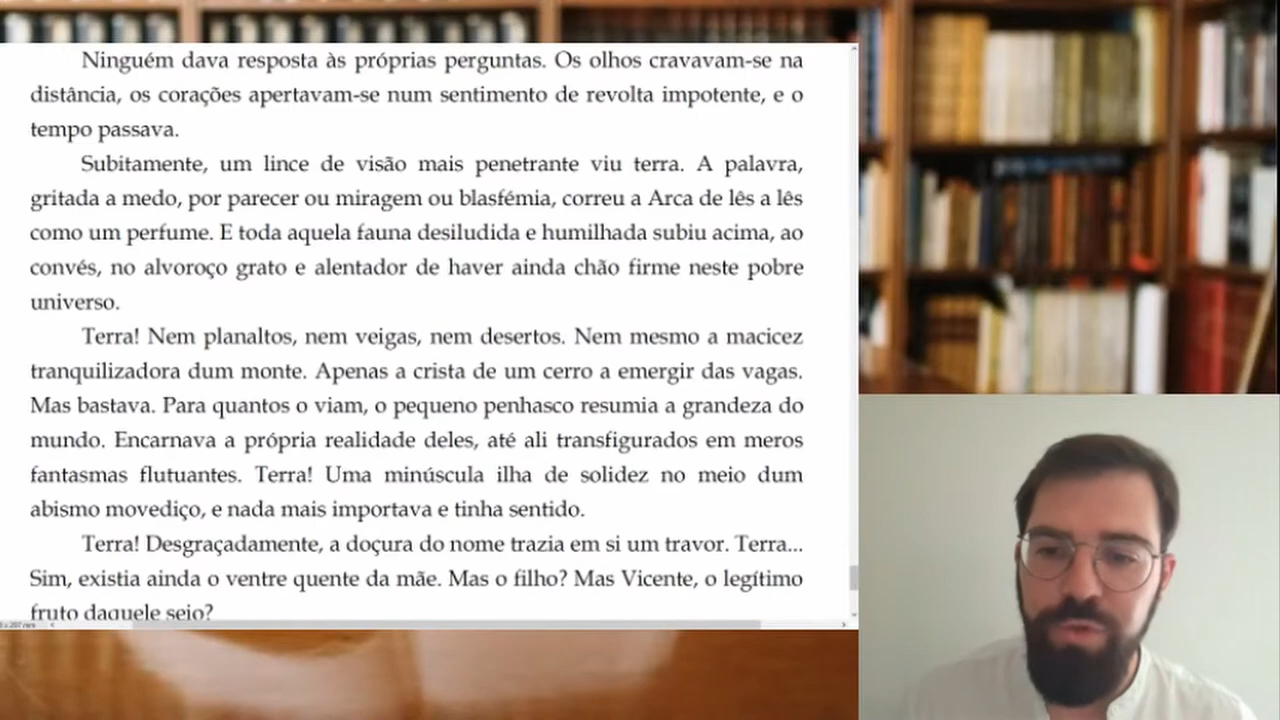 Ninguém dava resposta às próprias perguntas. Os olhos cravavam-se na
distância, os corações apertavam-se num sentimento de revolta impotente, e o
tempo passava.
Subitamente, um lince de visão mais penetrante viu terra. A palavra,
gritada a medo, por parecer ou miragem ou blasfémia, correu a Arca de lês a lês
como um perfume. E toda aquela fauna desiludida e humilhada subiu acima, ao
convés, no alvoroço grato e alentador de haver ainda chão firme neste pobre
universo.
Terra! Nem planaltos, nem veigas, nem desertos. Nem mesmo a macicez
tranquilizadora dum monte. Apenas a crista de um cerro a emergir das vagas.
Mas bastava. Para quantos o viam, o pequeno penhasco resumia a grandeza do
mundo. Encarnava a própria realidade deles, até ali transfigurados em meros
fantasmas flutuantes. Terra! Uma minúscula ilha de solidez no meio dum
abismo movediço, e nada mais importava e tinha sentido.
Terra! Desgraçadamente, a doçura do nome trazia em si um travor. Terra...
Sim, existia ainda o ventre quente da mãe. Mas o filho? Mas Vicente, o legítimo
fruto daquele seio?